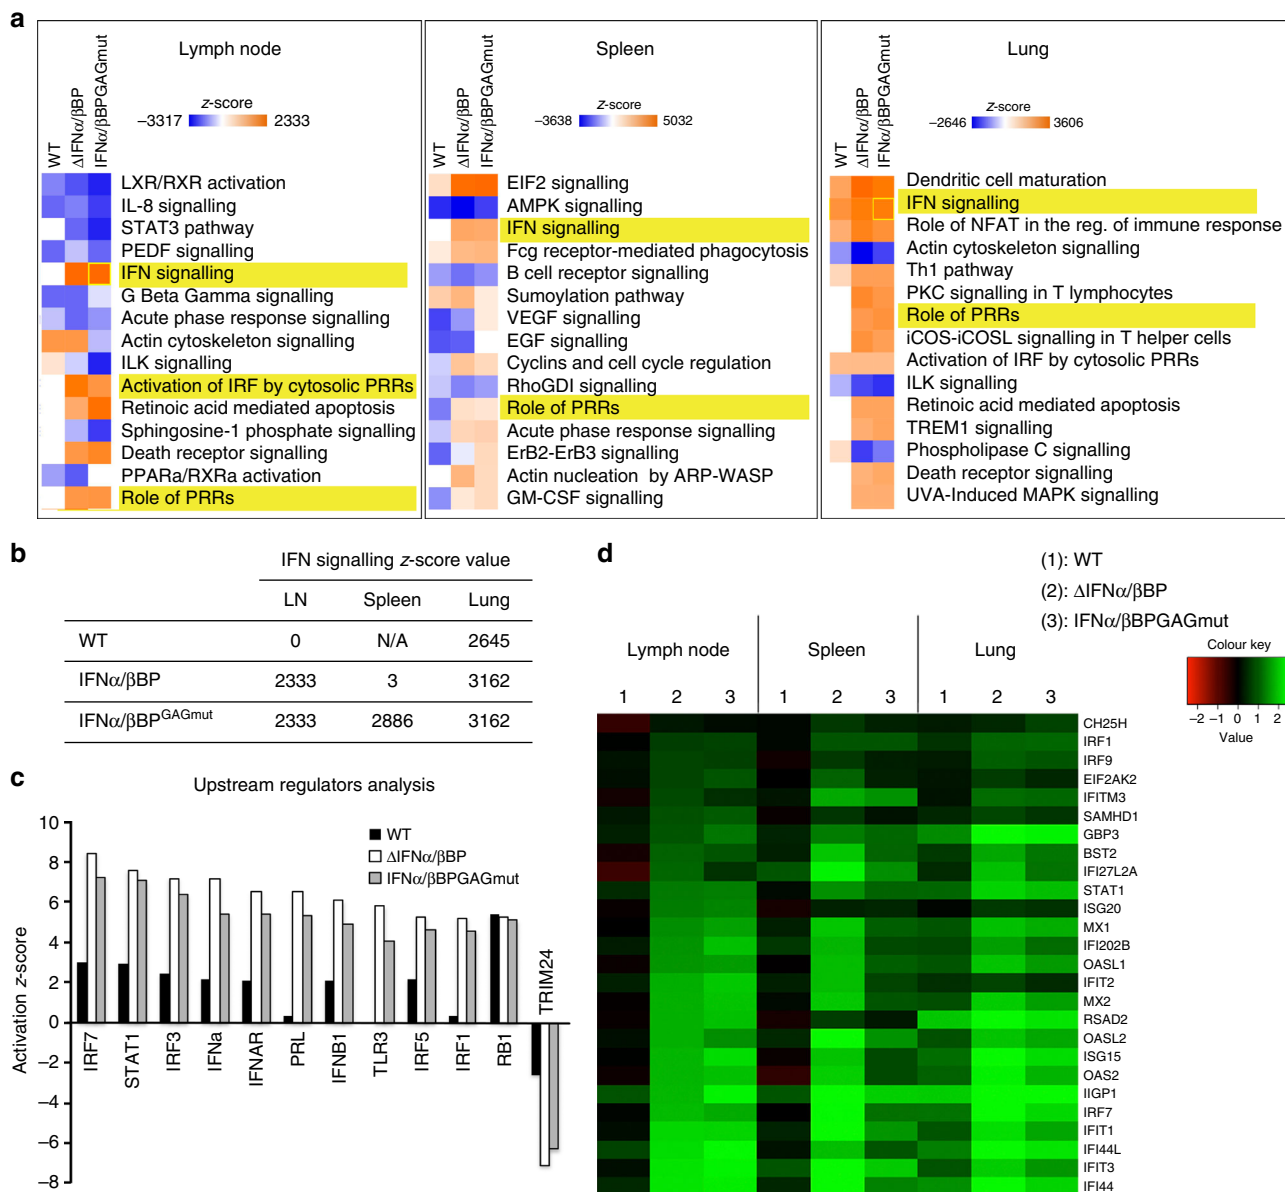 a
Lymph node
WT
ΔIFNα/βBP
IFNα/βBPGAGmut
z-score
–3317 2333
LXR/RXR activation
IL-8 signalling
STAT3 pathway
PEDF signalling
IFN signalling
G Beta Gamma signalling
Acute phase response signalling
Actin cytoskeleton signalling
ILK signalling
Activation of IRF by cytosolic PRRs
Retinoic acid mediated apoptosis
Sphingosine-1 phosphate signalling
Death receptor signalling
PPARa/RXRa activation
Role of PRRs
Spleen
WT
ΔIFNα/βBP
IFNα/βBPGAGmut
z-score
–3638 5032
EIF2 signalling
AMPK signalling
IFN signalling
Fcg receptor-mediated phagocytosis
B cell receptor signalling
Sumoylation pathway
VEGF signalling
EGF signalling
Cyclins and cell cycle regulation
RhoGDI signalling
Role of PRRs
Acute phase response signalling
ErB2-ErB3 signalling
Actin nucleation by ARP-WASP
GM-CSF signalling
Lung
WT
ΔIFNα/βBP
IFNα/βBPGAGmut
z-score
–2646 3606
Dendritic cell maturation
IFN signalling
Role of NFAT in the reg. of immune response
Actin cytoskeleton signalling
Th1 pathway
PKC signalling in T lymphocytes
Role of PRRs
iCOS-iCOSL signalling in T helper cells
Activation of IRF by cytosolic PRRs
ILK signalling
Retinoic acid mediated apoptosis
TREM1 signalling
Phospholipase C signalling
Death receptor signalling
UVA-Induced MAPK signalling
b
IFN signalling z-score value
LN Spleen Lung
WT 0 N/A 2645
IFNα/βBP 2333 3 3162
IFNα/βBPGAGmut 2333 2886 3162
c
Upstream regulators analysis
WT
ΔIFNα/βBP
IFNα/βBPGAGmut
Activation z-score
10
8
6
4
2
0
–2
–4
–6
–8
IRF7
STAT1
IRF3
IFNa
IFNAR
PRL
IFNB1
TLR3
IRF5
IRF1
RB1
TRIM24
d
(1): WT
(2): ΔIFNα/βBP
(3): IFNα/βBPGAGmut
Colour key
–2 –1 0 1 2
Value
Lymph node Spleen Lung
1 2 3 1 2 3 1 2 3
CH25H
IRF1
IRF9
EIF2AK2
IFITM3
SAMHD1
GBP3
BST2
IFI27L2A
STAT1
ISG20
MX1
IFI202B
OASL1
IFIT2
MX2
RSAD2
OASL2
ISG15
OAS2
IIGP1
IRF7
IFIT1
IFI44L
IFIT3
IFI44